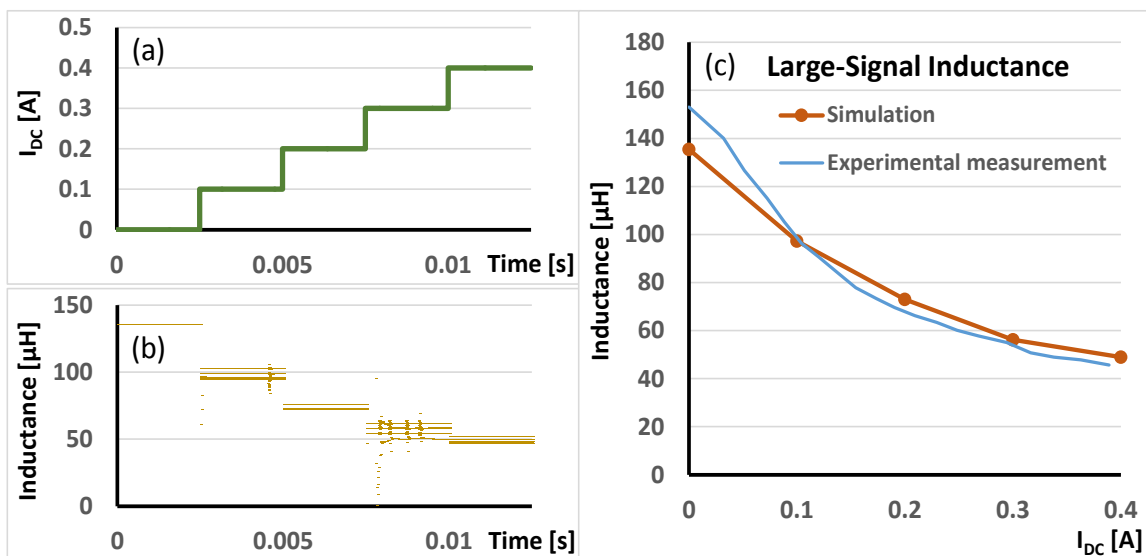 (a)
I_DC [A]
0.5
0.4
0.3
0.2
0.1
0
0 0.005 0.01 Time [s]
(b)
Inductance [µH]
150
100
50
0
0 0.005 0.01 Time [s]
(c) Large-Signal Inductance
Simulation
Experimental measurement
Inductance [µH]
180
160
140
120
100
80
60
40
20
0
0 0.1 0.2 0.3 0.4
I_DC [A]